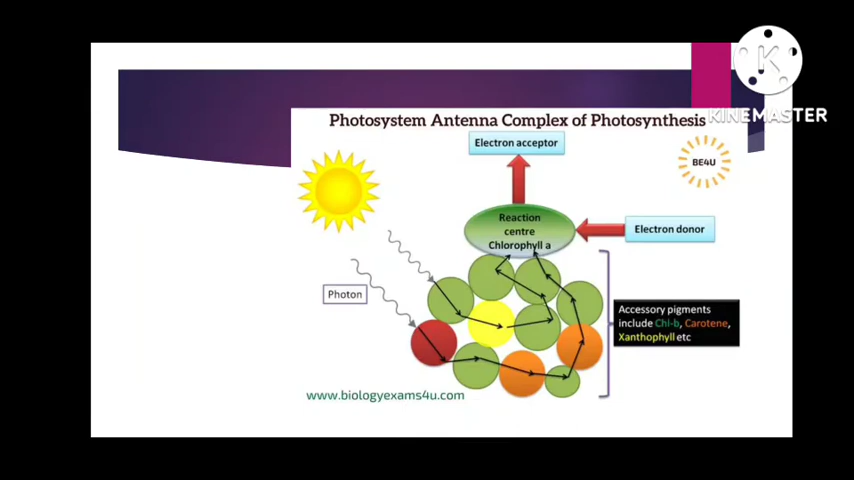 K
KINEMASTER
Photosystem Antenna Complex of Photosynthesis
Electron acceptor
BE4U
Reaction
centre
Chlorophyll a
Electron donor
Photon
Accessory pigments
include Chl-b, Carotene,
Xanthophyll etc
www.biologyexams4u.com